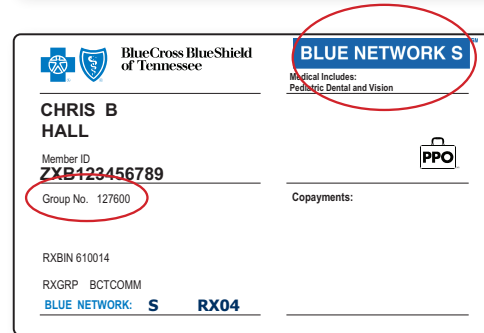 BlueCross BlueShield
of Tennessee
BLUE NETWORK S
Medical Includes:
Pediatric Dental and Vision
CHRIS B
HALL
Member ID
ZXB123456789
Group No. 127600
PPO
Copayments:
RXBIN 610014
RXGRP BCTCOMM
BLUE NETWORK: S RX04